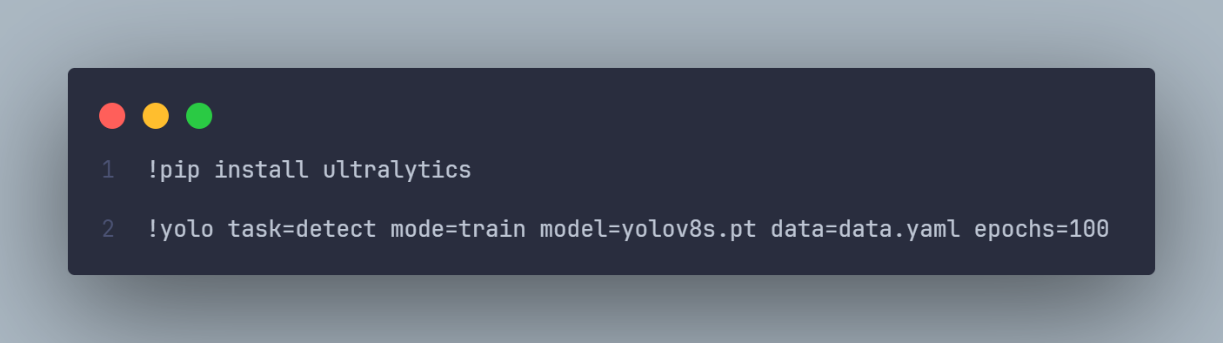 1 !pip install ultralytics
2 !yolo task=detect mode=train model=yolov8s.pt data=data.yaml epochs=100